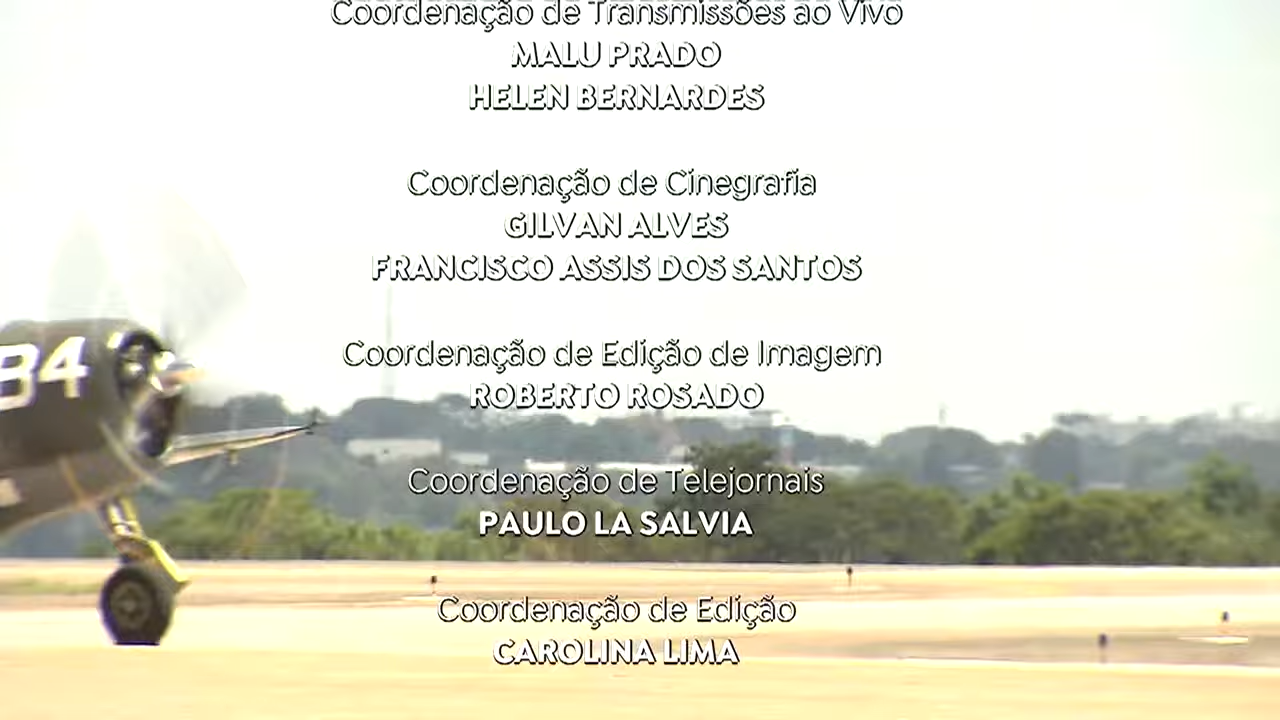 Coordenação de Transmissões ao Vivo
MALU PRADO
HELEN BERNARDES
Coordenação de Cinegrafia
GILVAN ALVES
FRANCISCO ASSIS DOS SANTOS
Coordenação de Edição de Imagem
ROBERTO ROSADO
84
Coordenação de Telejornais
PAULO LA SALVIA
Coordenação de Edição
CAROLINA LIMA